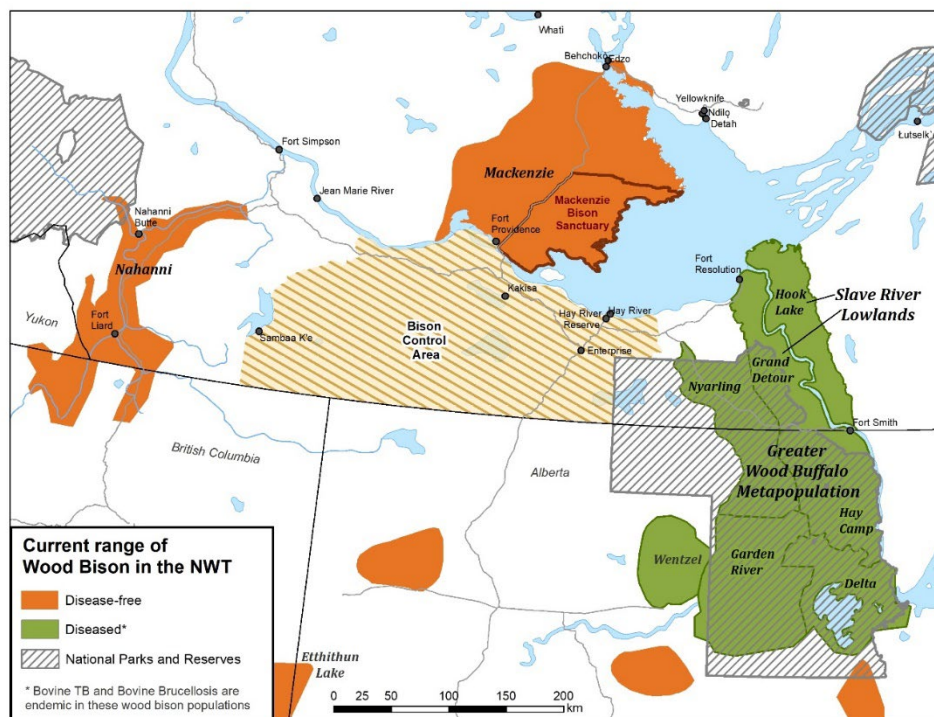 Whati
Behchokǫ̀
Edzo
Yellowknife
Ndilǫ
Detah
Łutselk'
Fort Simpson
Jean Marie River
Mackenzie
Mackenzie
Bison
Sanctuary
Fort
Providence
Nahanni
Butte
Nahanni
Fort
Liard
Yukon
Sambaa K'e
Kakisa
Bison
Control
Area
Hay River
Reserve
Hay River
Enterprise
Fort
Resolution
Hook
Lake
Slave River
Lowlands
Grand
Detour
Nyarling
Fort Smith
British Columbia
Alberta
Greater
Wood Buffalo
Metapopulation
Hay
Camp
Wentzel
Garden
River
Delta
Etthithun
Lake
Current range of
Wood Bison in the NWT
Disease-free
Diseased*
National Parks and Reserves
* Bovine TB and Bovine Brucellosis are
endemic in these wood bison populations
0 25 50 100 150 200
km